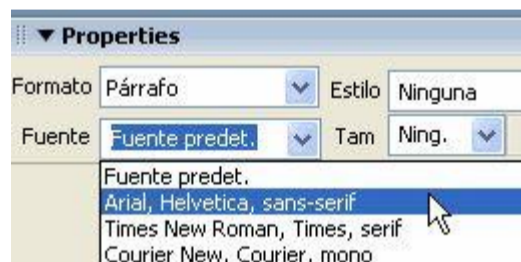 ▼ Properties
Formato Párrafo Estilo Ninguna
Fuente Fuente predet. Tam Ning.
Fuente predet.
Arial, Helvetica, sans-serif
Times New Roman, Times, serif
Courier New, Courier, mono